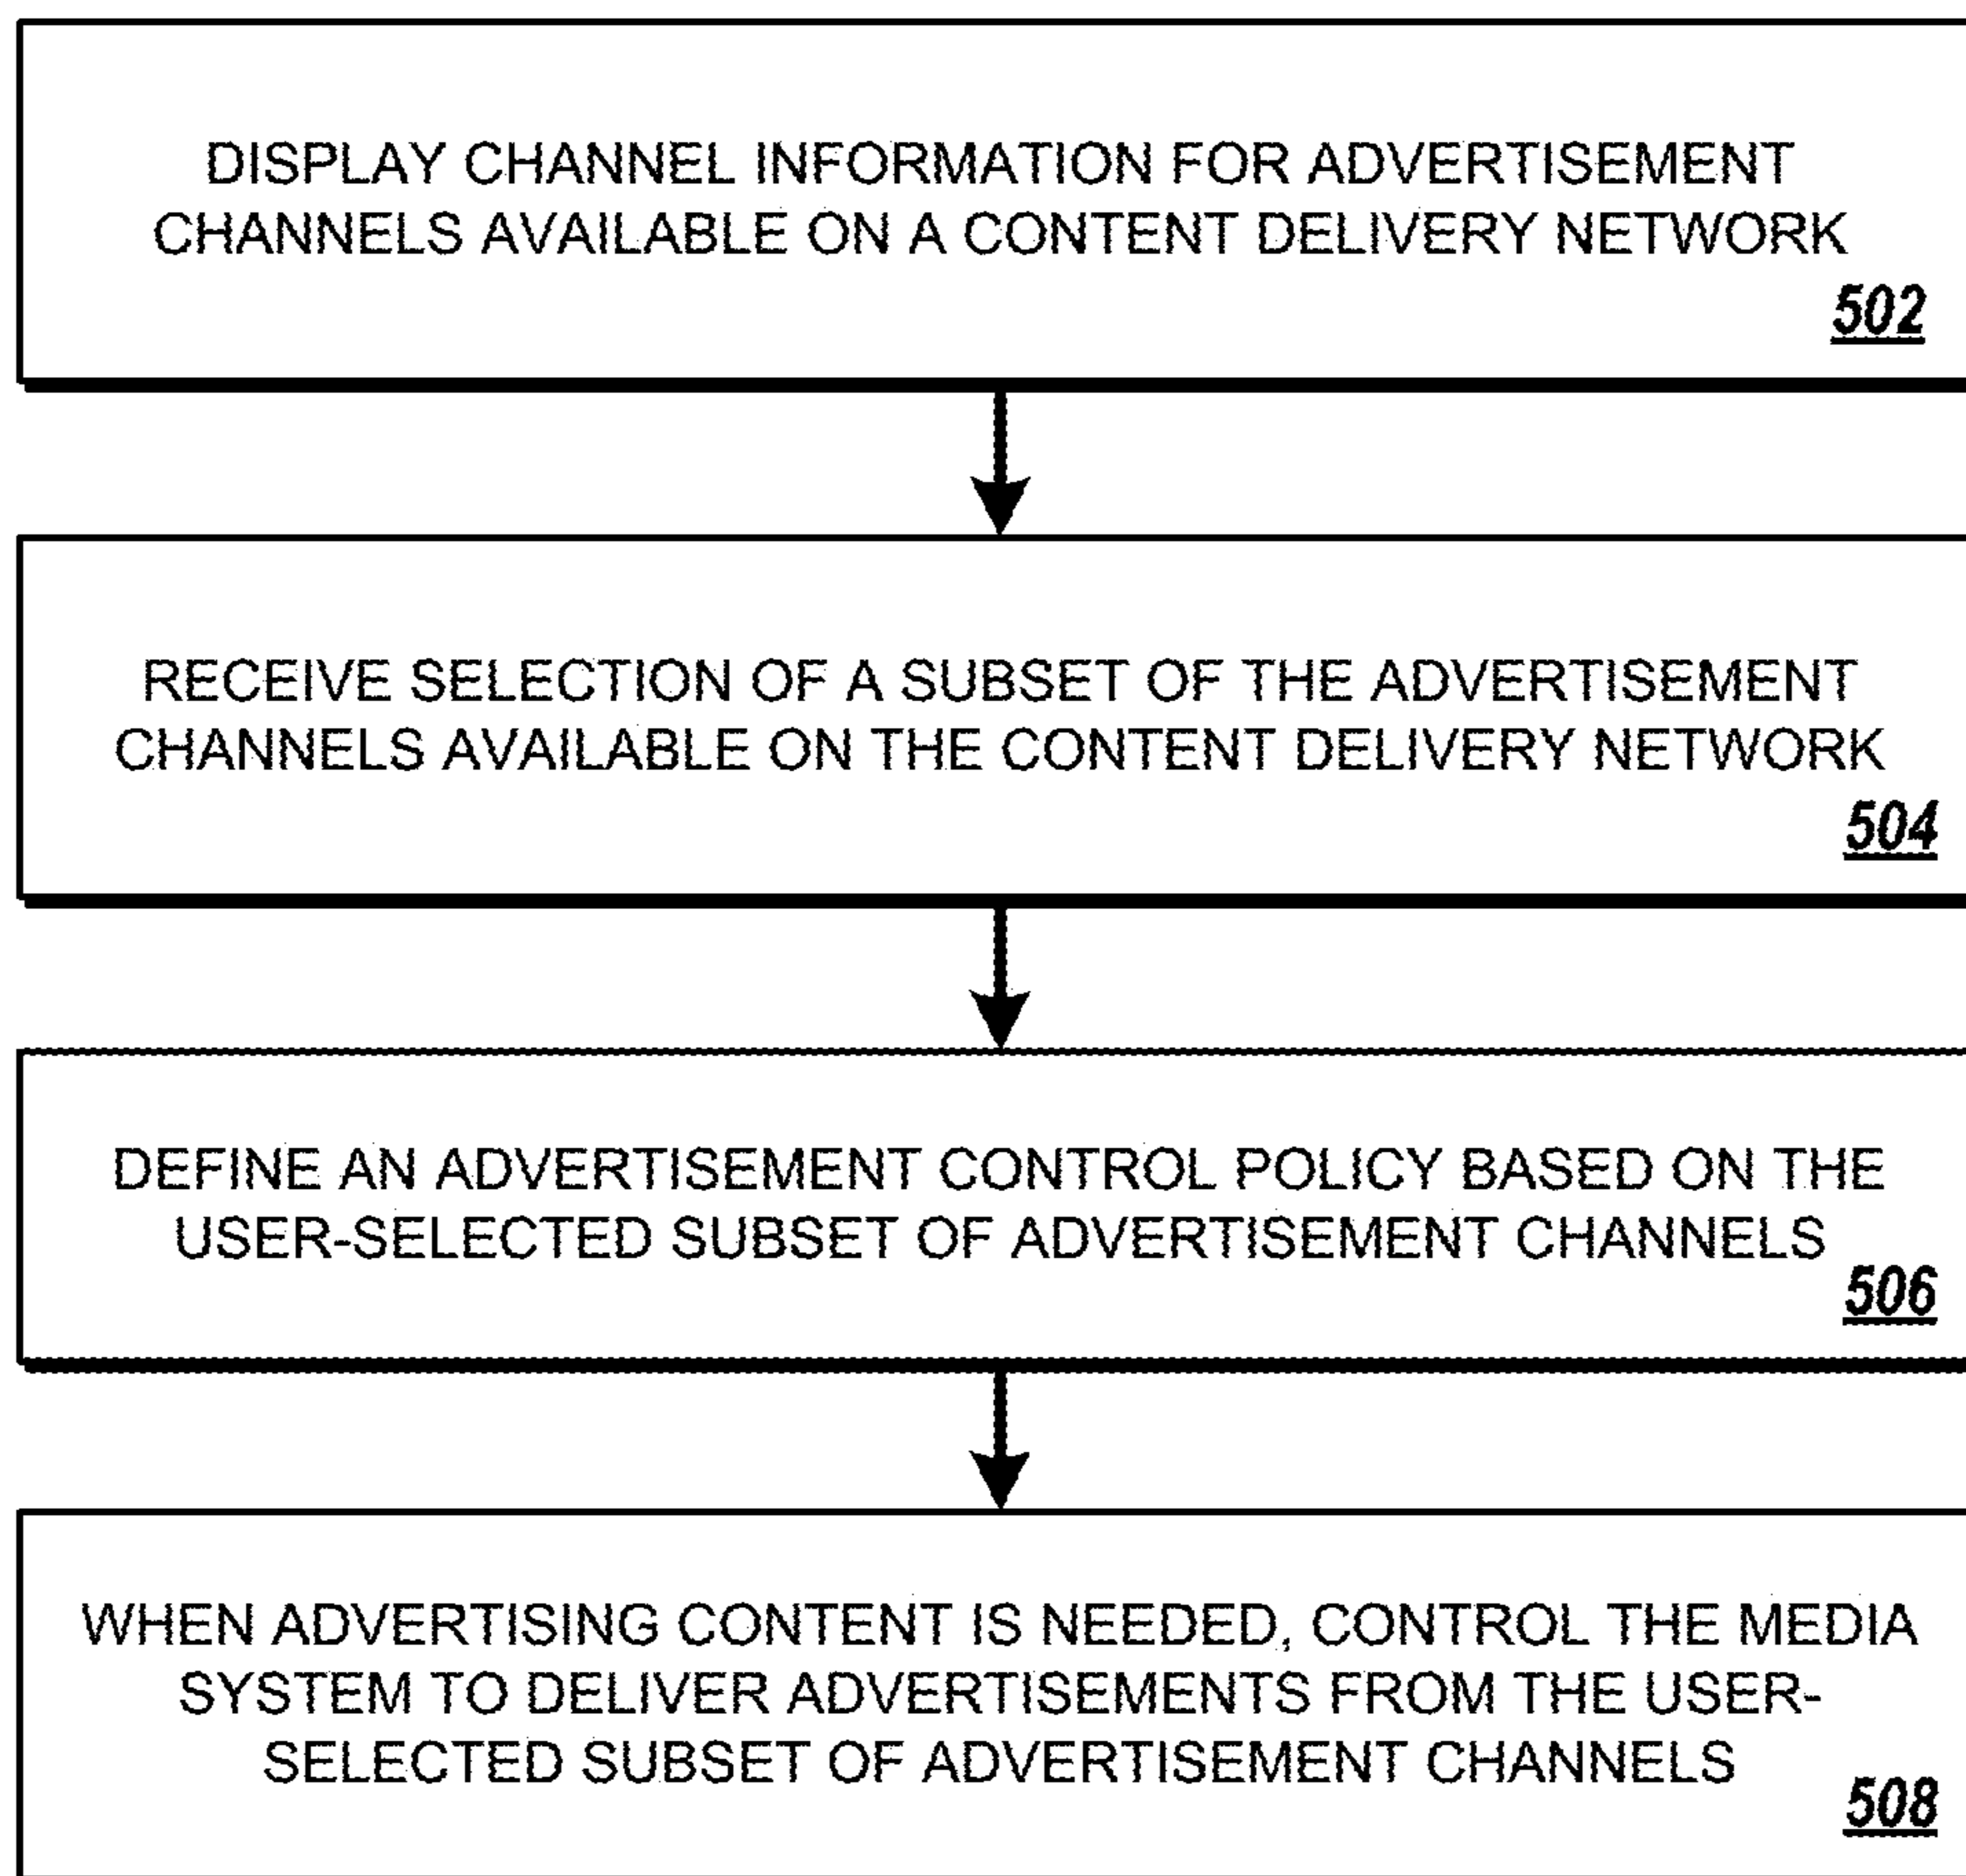 DISPLAY CHANNEL INFORMATION FOR ADVERTISEMENT
CHANNELS AVAILABLE ON A CONTENT DELIVERY NETWORK
502
RECEIVE SELECTION OF A SUBSET OF THE ADVERTISEMENT
CHANNELS AVAILABLE ON THE CONTENT DELIVERY NETWORK
504
DEFINE AN ADVERTISEMENT CONTROL POLICY BASED ON THE
USER-SELECTED SUBSET OF ADVERTISEMENT CHANNELS
506
WHEN ADVERTISING CONTENT IS NEEDED, CONTROL THE MEDIA
SYSTEM TO DELIVER ADVERTISEMENTS FROM THE USER-
SELECTED SUBSET OF ADVERTISEMENT CHANNELS
508